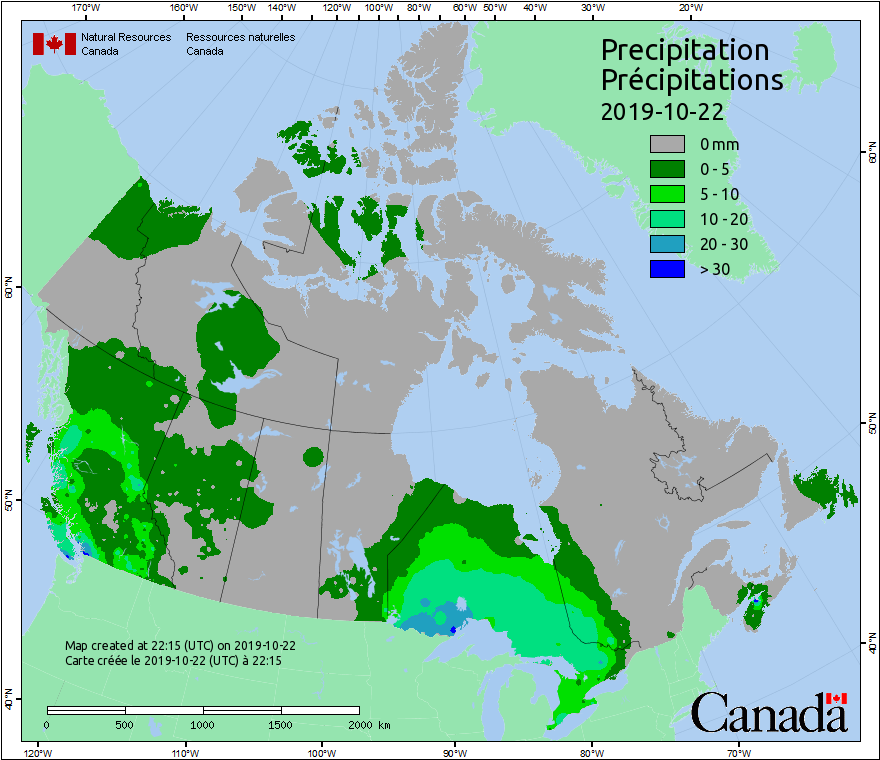 170°W 160°W 150°W 140°W 120°W 100°W 80°W 60°W 50°W 40°W 30°W 20°W
Natural Resources Ressources naturelles
Canada Canada
Precipitation
Précipitations
2019-10-22
0 mm
0 - 5
5 - 10
10 - 20
20 - 30
> 30
60°N
60°N
50°N
50°N
40°N
40°N
Map created at 22:15 (UTC) on 2019-10-22
Carte créée le 2019-10-22 (UTC) à 22:15
0 500 1000 1500 2000 km
Canada
120°W 110°W 100°W 90°W 80°W 70°W